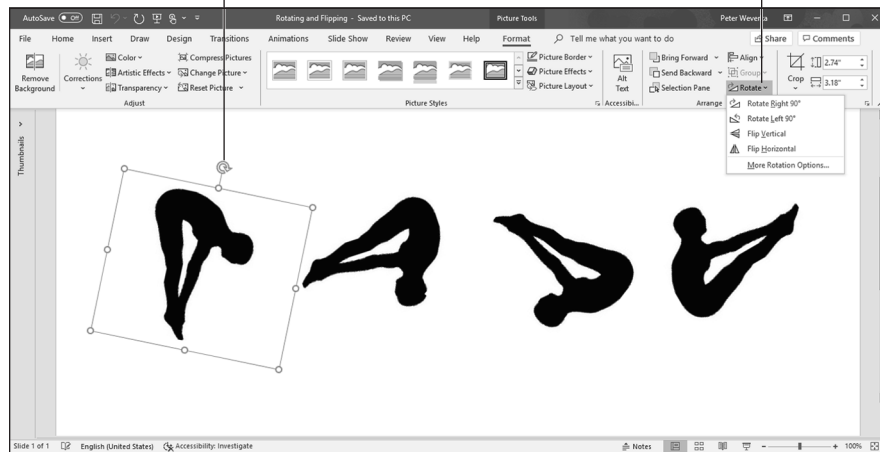 AutoSave Off Rotating and Flipping - Saved to this PC Picture Tools Peter Weverka
File Home Insert Draw Design Transitions Animations Slide Show Review View Help Format Tell me what you want to do Share Comments
Remove Background
Corrections
Color
Artistic Effects
Transparency
Compress Pictures
Change Picture
Reset Picture
Adjust
Picture Styles
Picture Border
Picture Effects
Picture Layout
Alt Text
Accessibi...
Bring Forward
Send Backward
Selection Pane
Align
Group
Rotate
Arrange
Crop
2.74"
3.18"
Rotate Right 90°
Rotate Left 90°
Flip Vertical
Flip Horizontal
More Rotation Options...
Thumbnails
Slide 1 of 1 English (United States) Accessibility: Investigate Notes 100%